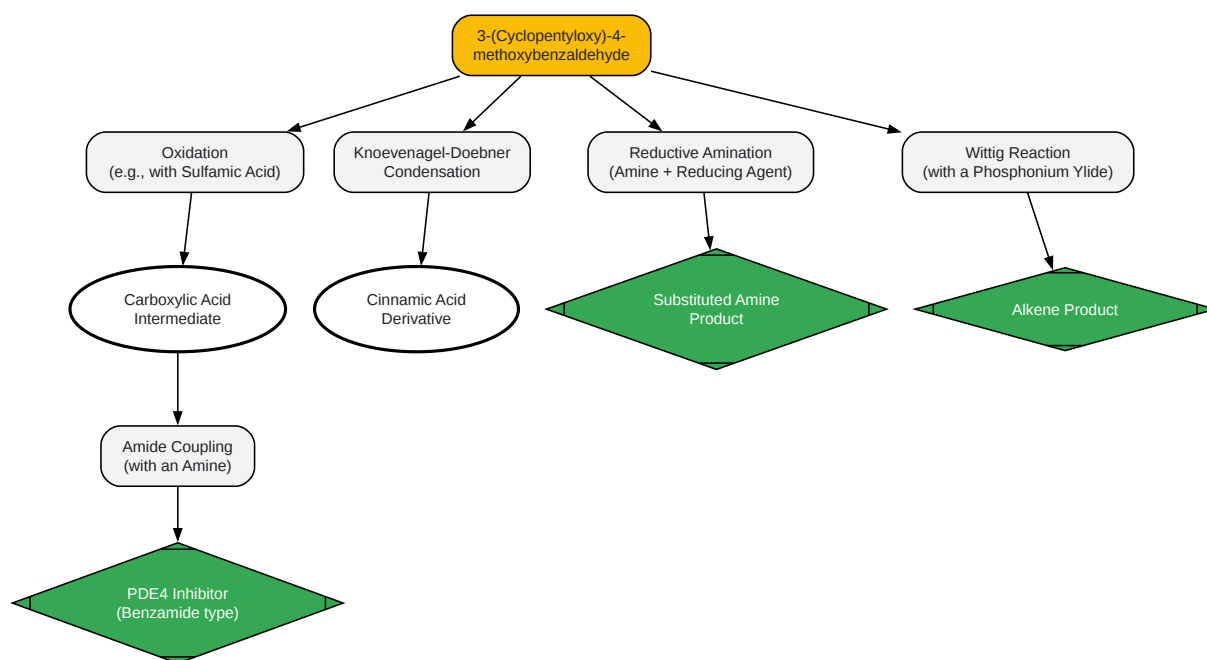 3-(Cyclopentyloxy)-4-
methoxybenzaldehyde
Oxidation
(e.g., with Sulfamic Acid)
Knoevenagel-Doebner
Condensation
Reductive Amination
(Amine + Reducing Agent)
Wittig Reaction
(with a Phosphonium Ylide)
Carboxylic Acid
Intermediate
Cinnamic Acid
Derivative
Substituted Amine
Product
Alkene Product
Amide Coupling
(with an Amine)
PDE4 Inhibitor
(Benzamide type)